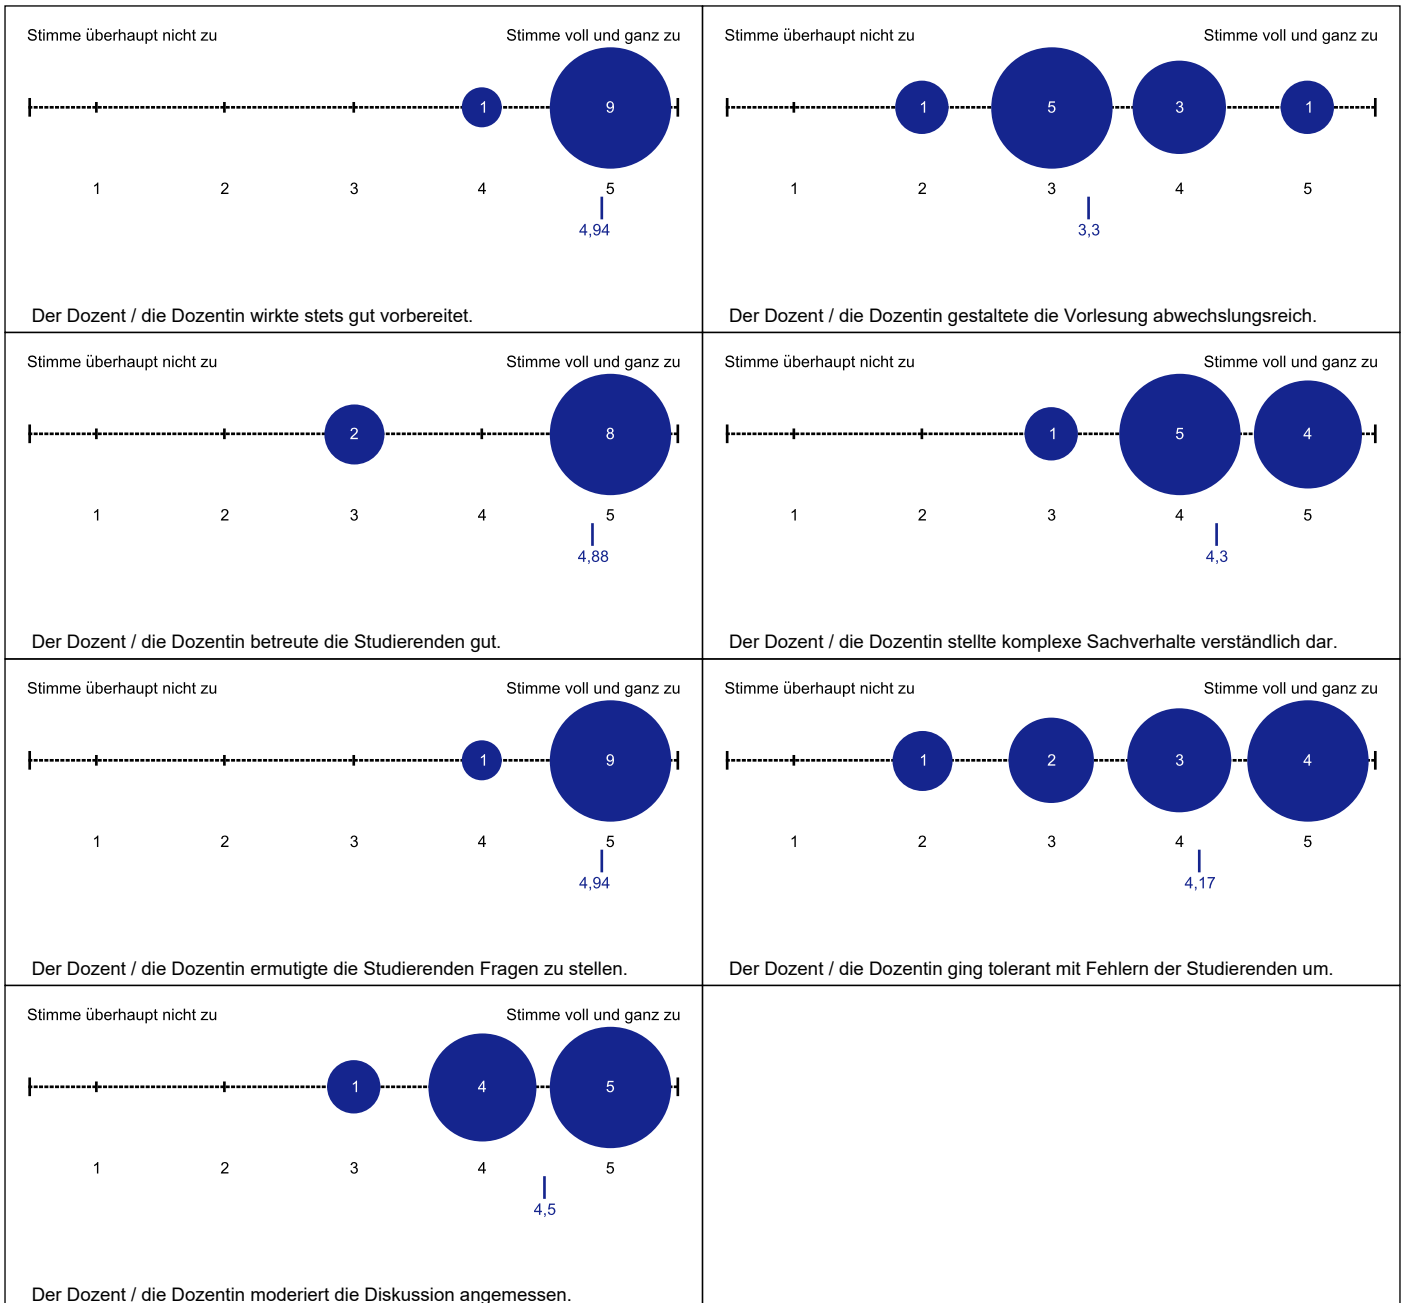 Stimme überhaupt nicht zu Stimme voll und ganz zu
1 9
1 2 3 4 5
4,94
Der Dozent / die Dozentin wirkte stets gut vorbereitet.
Stimme überhaupt nicht zu Stimme voll und ganz zu
1 5 3 1
1 2 3 4 5
3,3
Der Dozent / die Dozentin gestaltete die Vorlesung abwechslungsreich.
Stimme überhaupt nicht zu Stimme voll und ganz zu
2 8
1 2 3 4 5
4,88
Der Dozent / die Dozentin betreute die Studierenden gut.
Stimme überhaupt nicht zu Stimme voll und ganz zu
1 5 4
1 2 3 4 5
4,3
Der Dozent / die Dozentin stellte komplexe Sachverhalte verständlich dar.
Stimme überhaupt nicht zu Stimme voll und ganz zu
1 9
1 2 3 4 5
4,94
Der Dozent / die Dozentin ermutigte die Studierenden Fragen zu stellen.
Stimme überhaupt nicht zu Stimme voll und ganz zu
1 2 3 4
1 2 3 4 5
4,17
Der Dozent / die Dozentin ging tolerant mit Fehlern der Studierenden um.
Stimme überhaupt nicht zu Stimme voll und ganz zu
1 4 5
1 2 3 4 5
4,5
Der Dozent / die Dozentin moderiert die Diskussion angemessen.